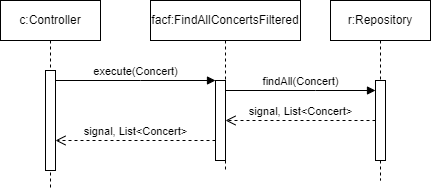 c:Controller
facf:FindAllConcertsFiltered
r:Repository
execute(Concert)
findAll(Concert)
signal, List<Concert>
signal, List<Concert>